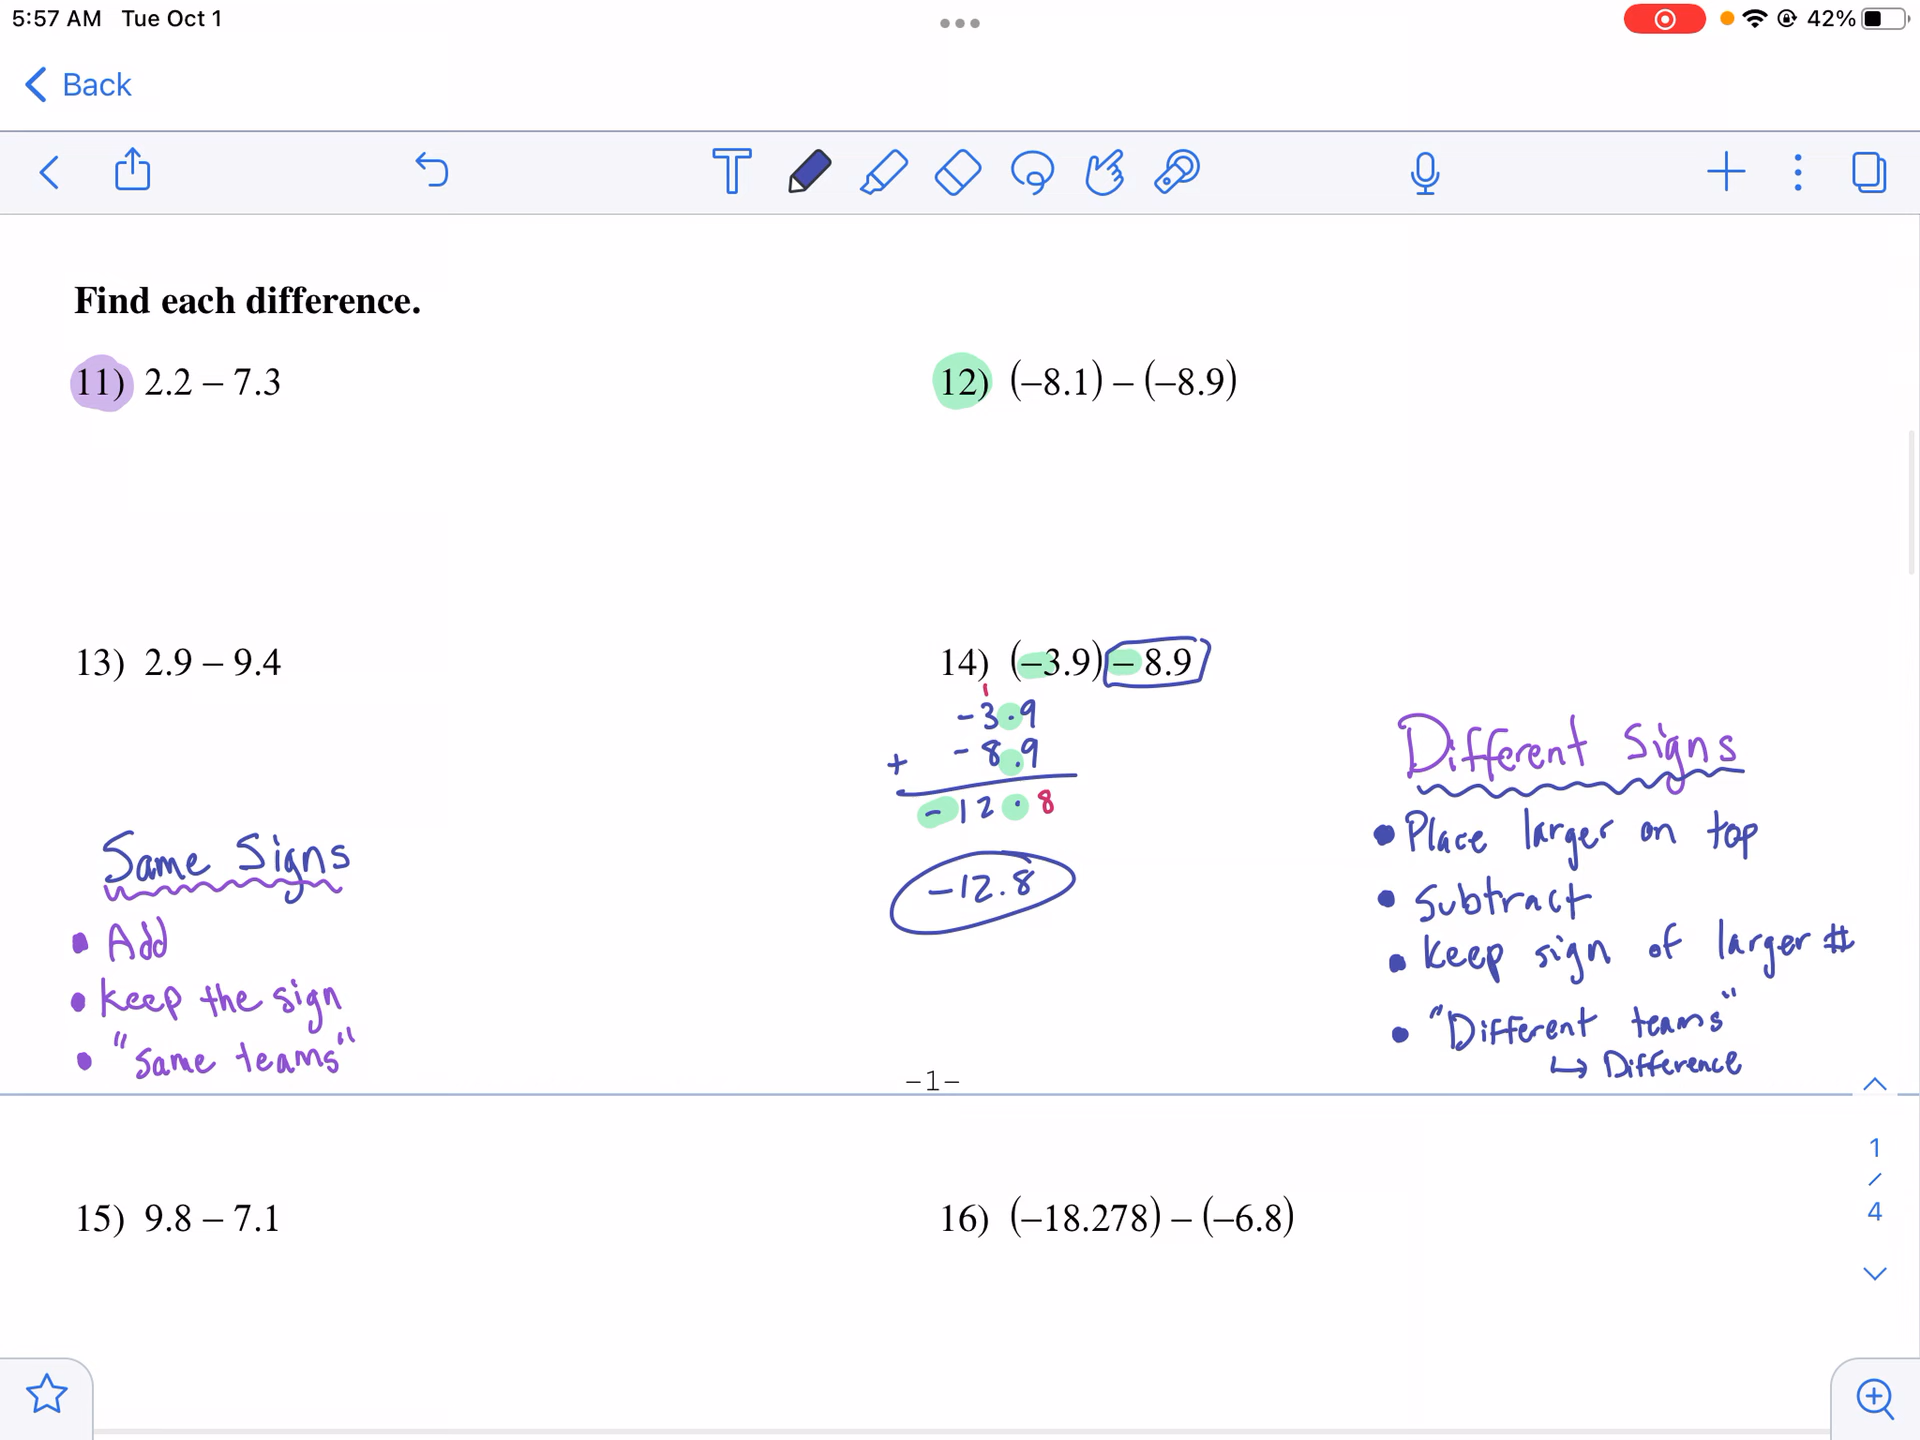 5:57 AM Tue Oct 1
42%
Back
Find each difference.
11) 2.2 – 7.3
12) (–8.1) – (–8.9)
13) 2.9 – 9.4
14) (–3.9) – 8.9
1
-3.9
+ -8.9
-12.8
-12.8
Same Signs
• Add
• Keep the sign
• "Same teams"
Different Signs
• Place larger on top
• Subtract
• Keep sign of larger #
• "Different teams"
↳ Difference
-1-
15) 9.8 – 7.1
16) (–18.278) – (–6.8)
1
/
4